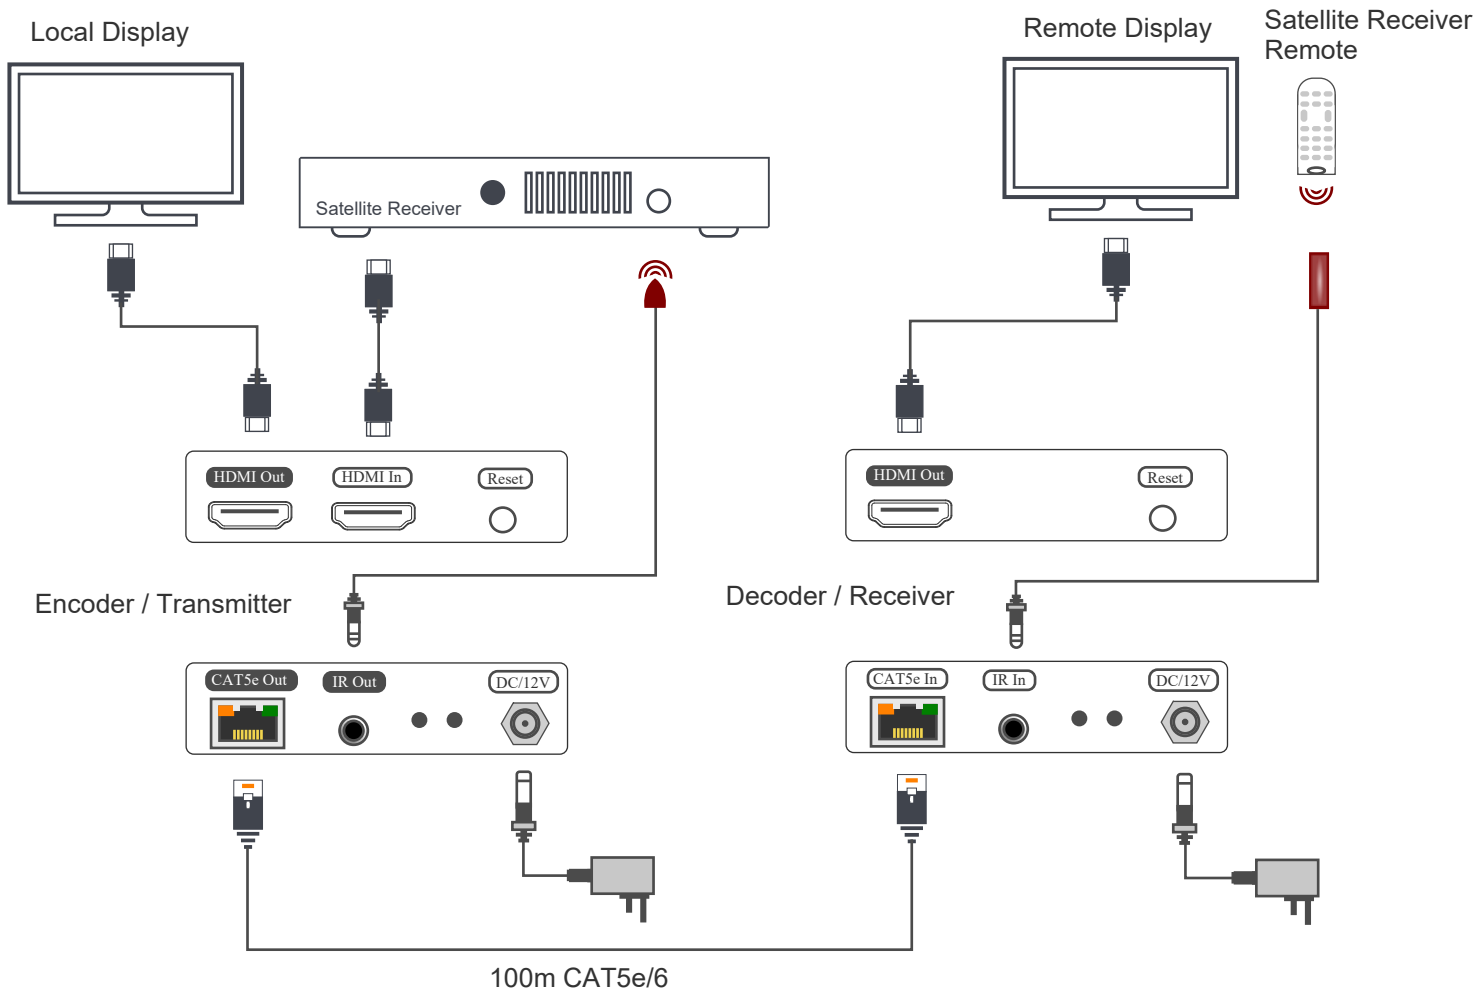 Local Display
Remote Display
Satellite Receiver
Remote
Satellite Receiver
HDMI Out
HDMI In
Reset
HDMI Out
Reset
Encoder / Transmitter
Decoder / Receiver
CAT5e Out
IR Out
DC/12V
CAT5e In
IR In
DC/12V
100m CAT5e/6